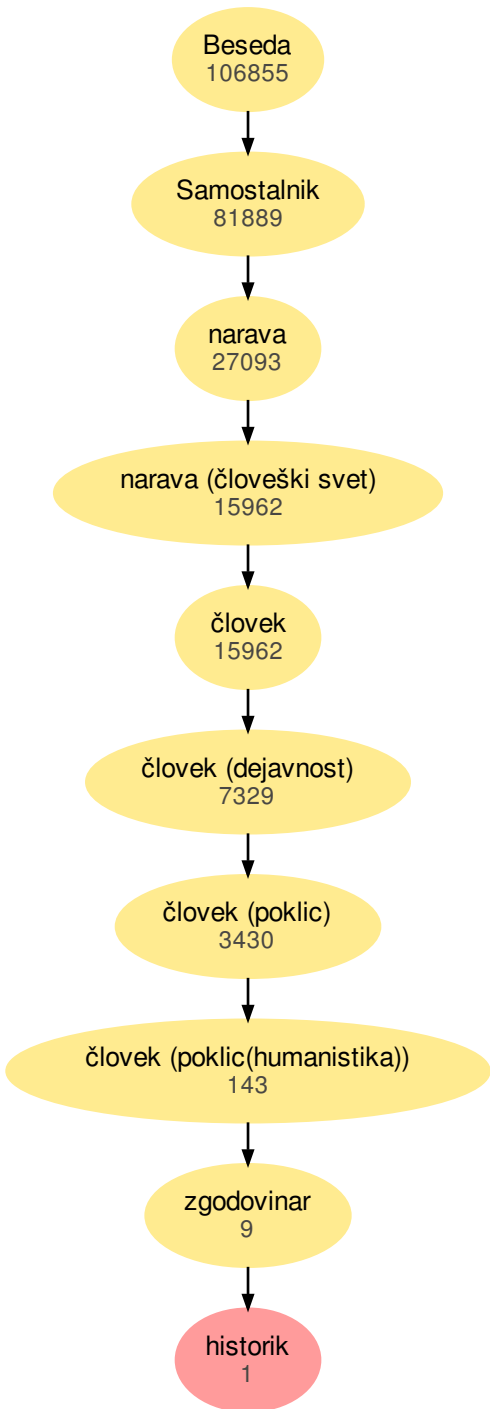 Beseda
106855
Samostalnik
81889
narava
27093
narava (človeški svet)
15962
človek
15962
človek (dejavnost)
7329
človek (poklic)
3430
človek (poklic(humanistika))
143
zgodovinar
9
historik
1